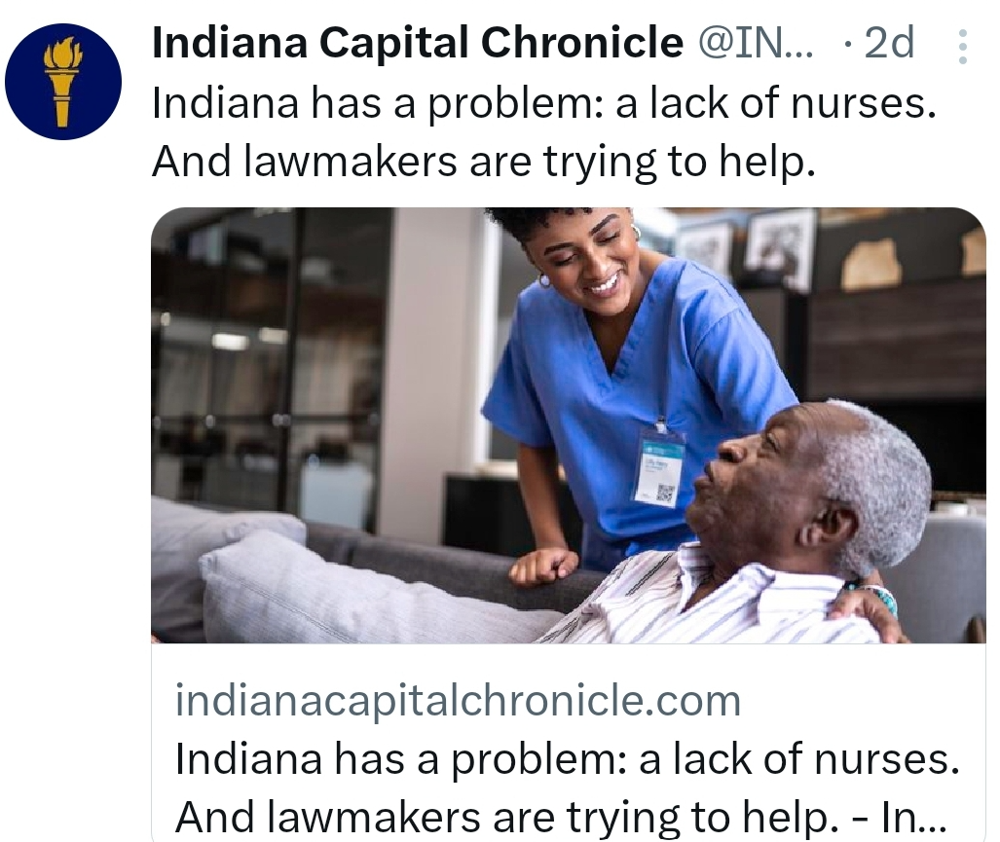 Indiana Capital Chronicle @IN... · 2d
Indiana has a problem: a lack of nurses.
And lawmakers are trying to help.
indianacapitalchronicle.com
Indiana has a problem: a lack of nurses.
And lawmakers are trying to help. - In...